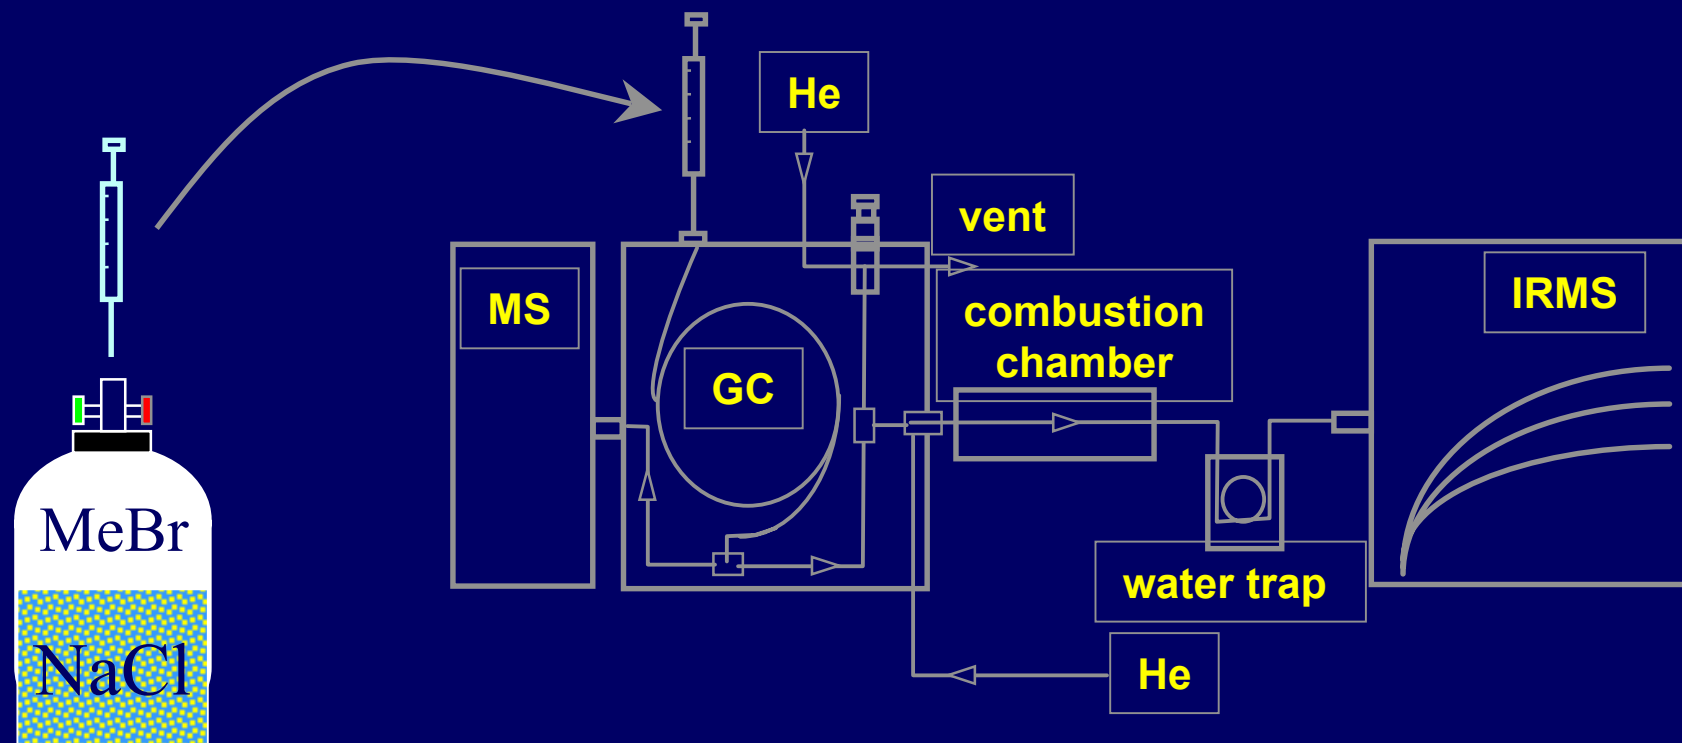 He
vent
MS
combustion
chamber
IRMS
GC
MeBr
water trap
NaCl
He